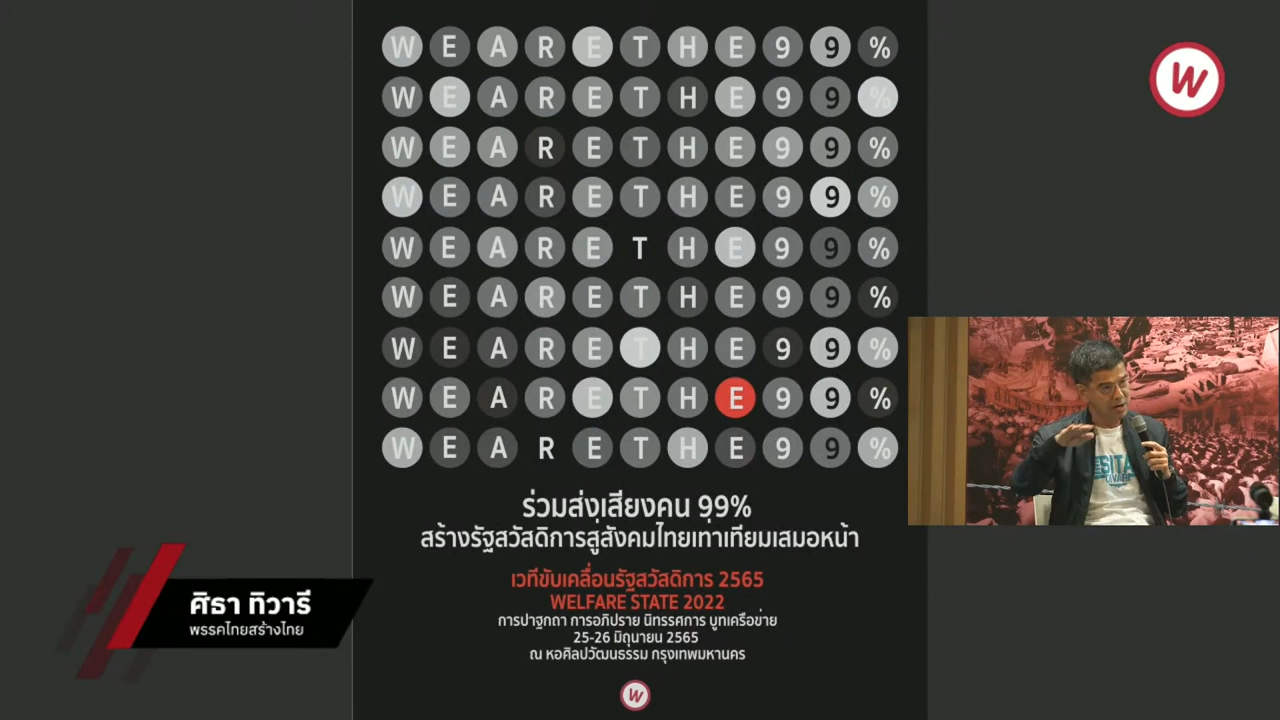 WEARETHE99%
WEARETHE99%
WEARETHE99%
WEARETHE99%
WEARETHE99%
WEARETHE99%
WEARETHE99%
WEARETHE99%
WEARETHE99%
ร่วมส่งเสียงคน 99%
สร้างรัฐสวัสดิการสู่สังคมไทยเท่าเทียมเสมอหน้า
เวทีขับเคลื่อนรัฐสวัสดิการ 2565
WELFARE STATE 2022
การปาฐกถา การอภิปราย นิทรรศการ บูทเครือข่าย
25-26 มิถุนายน 2565
ณ หอศิลปวัฒนธรรม กรุงเทพมหานคร
W
W
ศิธา ทิวารี
พรรคไทยสร้างไทย